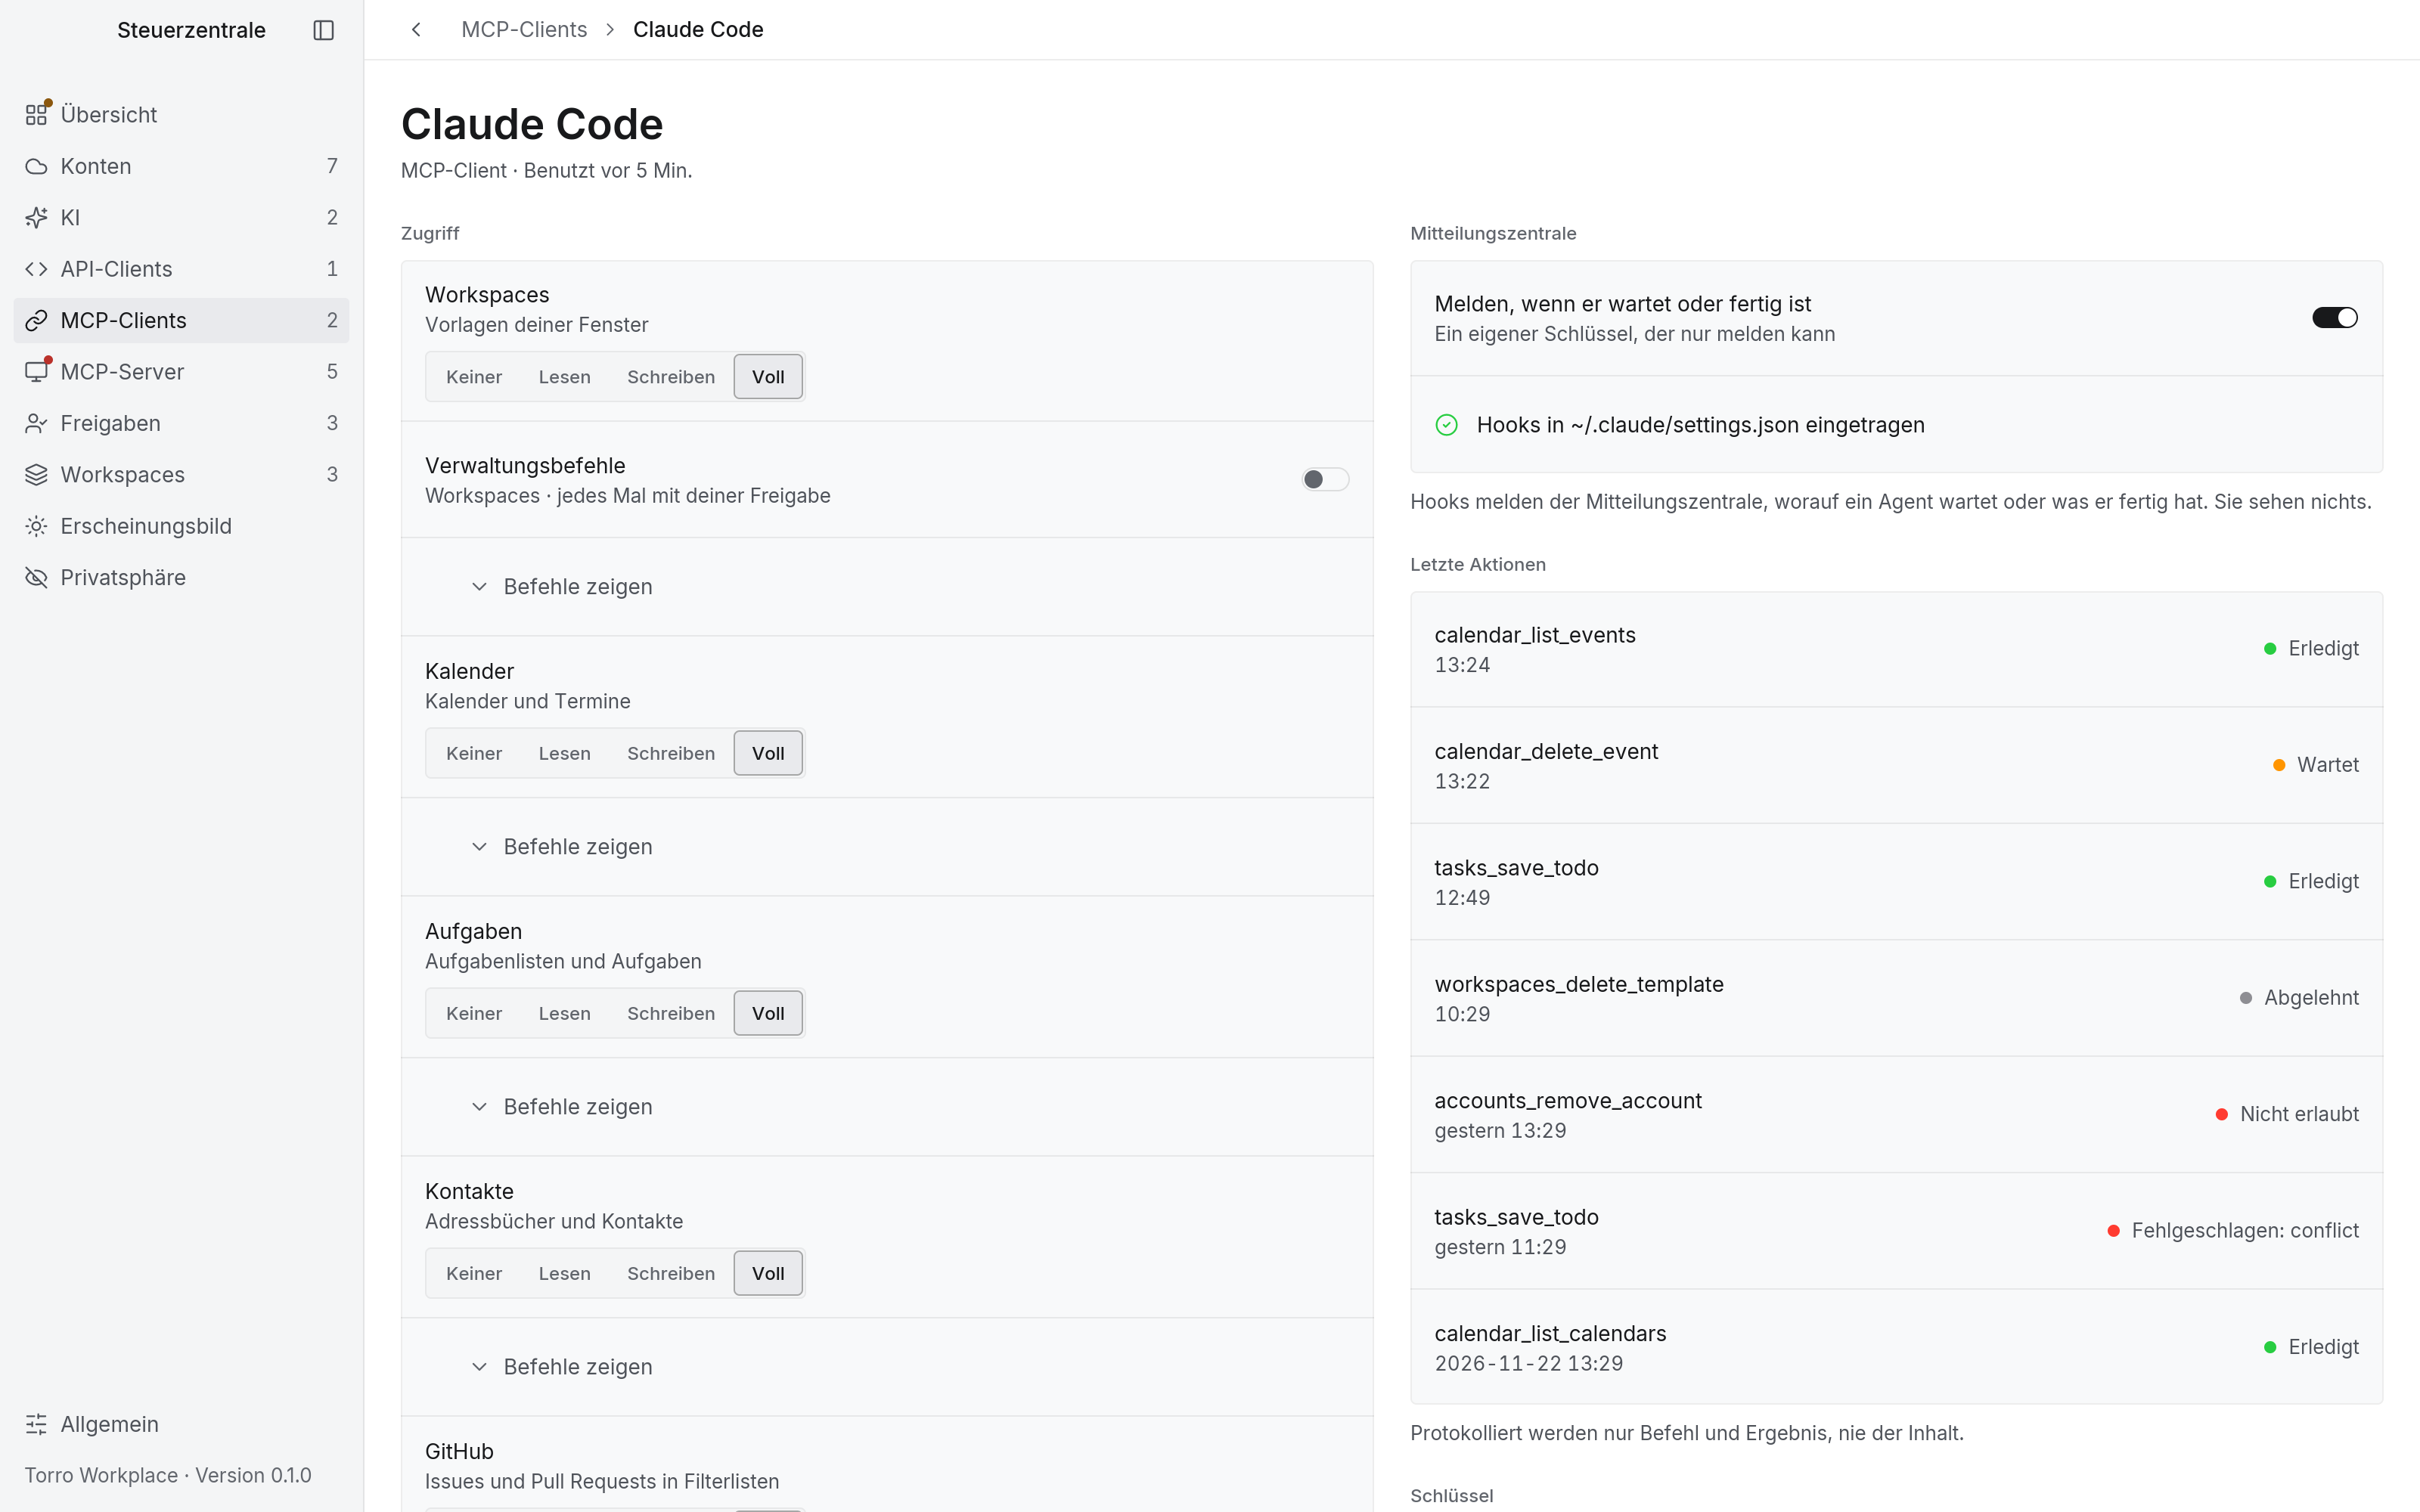 Steuerzentrale
Übersicht
Konten 7
KI 2
API-Clients 1
MCP-Clients 2
MCP-Server 5
Freigaben 3
Workspaces 3
Erscheinungsbild
Privatsphäre
Allgemein
Torro Workplace · Version 0.1.0
MCP-Clients > Claude Code
Claude Code
MCP-Client · Benutzt vor 5 Min.
Zugriff
Workspaces
Vorlagen deiner Fenster
Keiner Lesen Schreiben Voll
Verwaltungsbefehle
Workspaces · jedes Mal mit deiner Freigabe
Befehle zeigen
Kalender
Kalender und Termine
Keiner Lesen Schreiben Voll
Befehle zeigen
Aufgaben
Aufgabenlisten und Aufgaben
Keiner Lesen Schreiben Voll
Befehle zeigen
Kontakte
Adressbücher und Kontakte
Keiner Lesen Schreiben Voll
Befehle zeigen
GitHub
Issues und Pull Requests in Filterlisten
Mitteilungszentrale
Melden, wenn er wartet oder fertig ist
Ein eigener Schlüssel, der nur melden kann
Hooks in ~/.claude/settings.json eingetragen
Hooks melden der Mitteilungszentrale, worauf ein Agent wartet oder was er fertig hat. Sie sehen nichts.
Letzte Aktionen
calendar_list_events
13:24
Erledigt
calendar_delete_event
13:22
Wartet
tasks_save_todo
12:49
Erledigt
workspaces_delete_template
10:29
Abgelehnt
accounts_remove_account
gestern 13:29
Nicht erlaubt
tasks_save_todo
gestern 11:29
Fehlgeschlagen: conflict
calendar_list_calendars
2026-11-22 13:29
Erledigt
Protokolliert werden nur Befehl und Ergebnis, nie der Inhalt.
Schlüssel